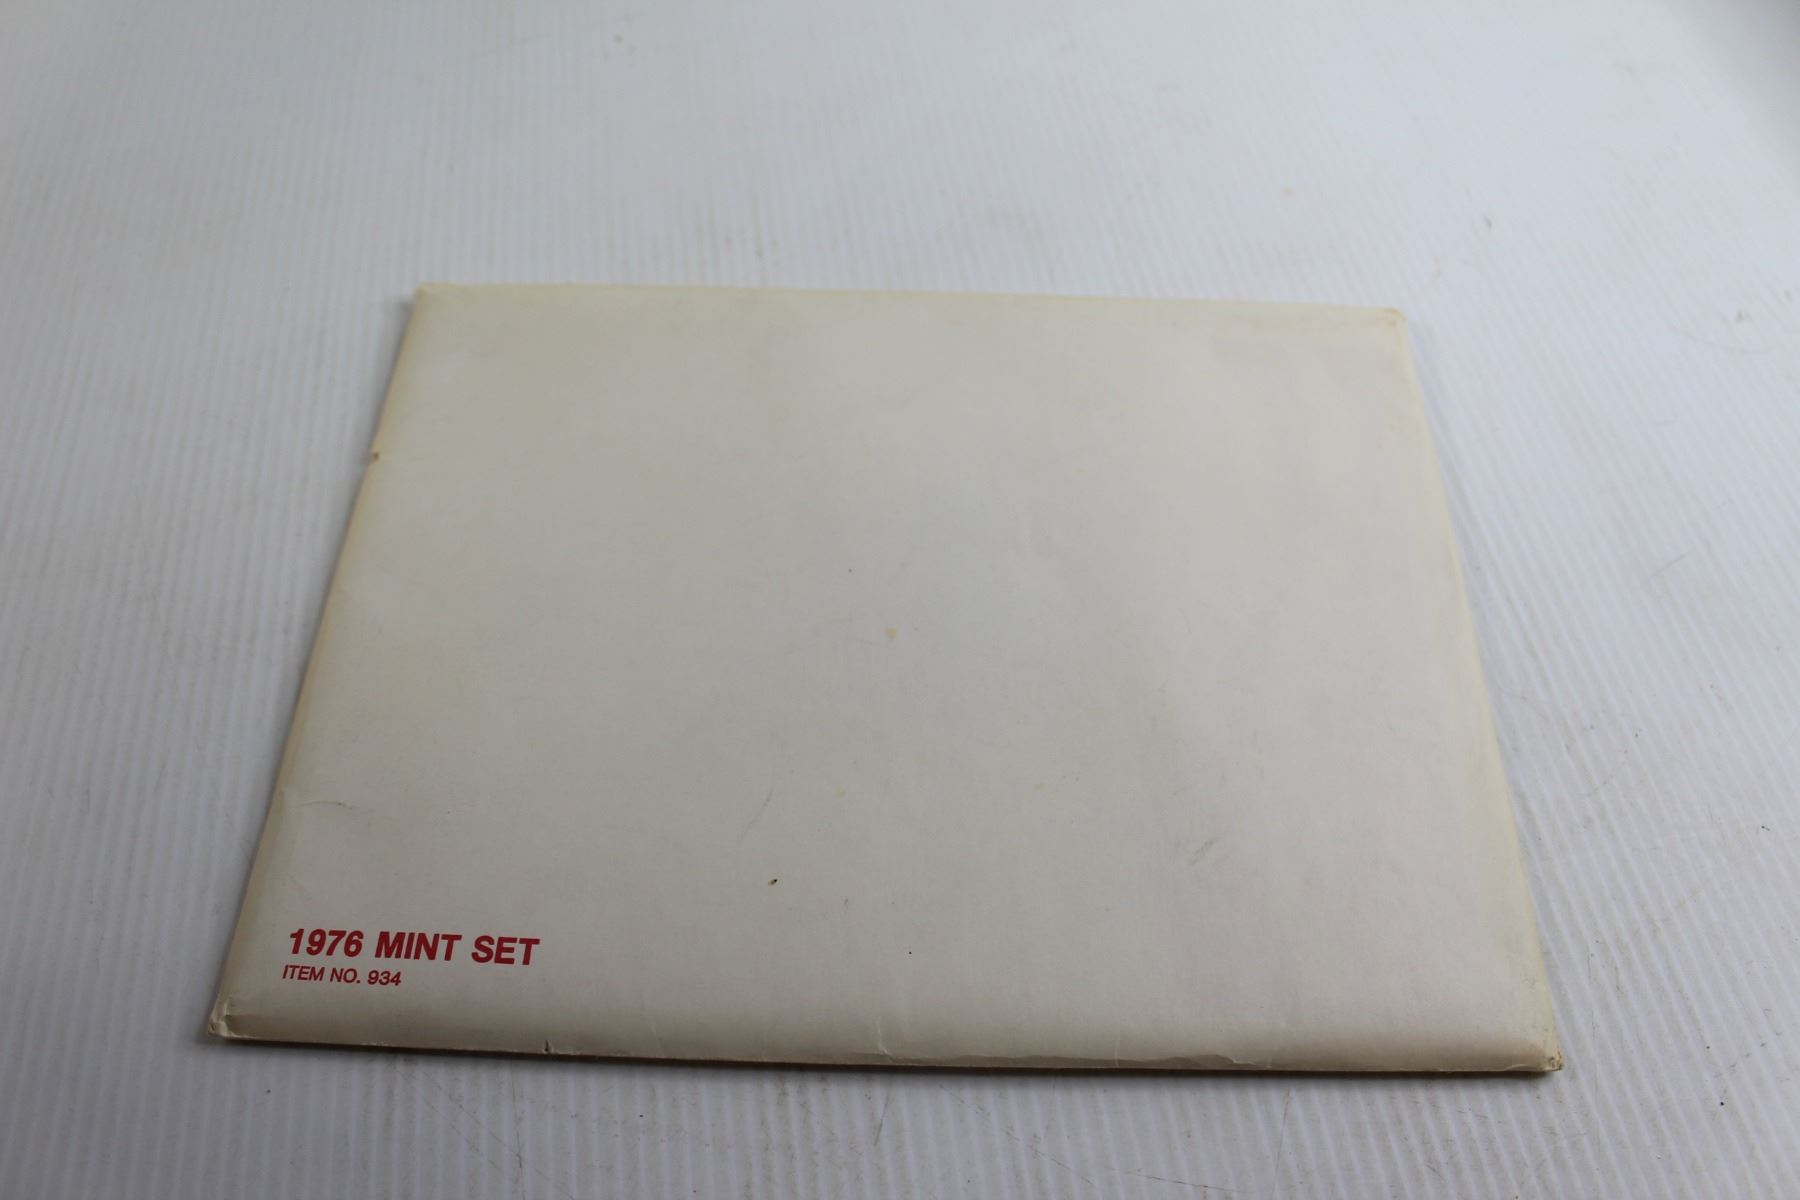 1976 MINT SET
ITEM NO. 934